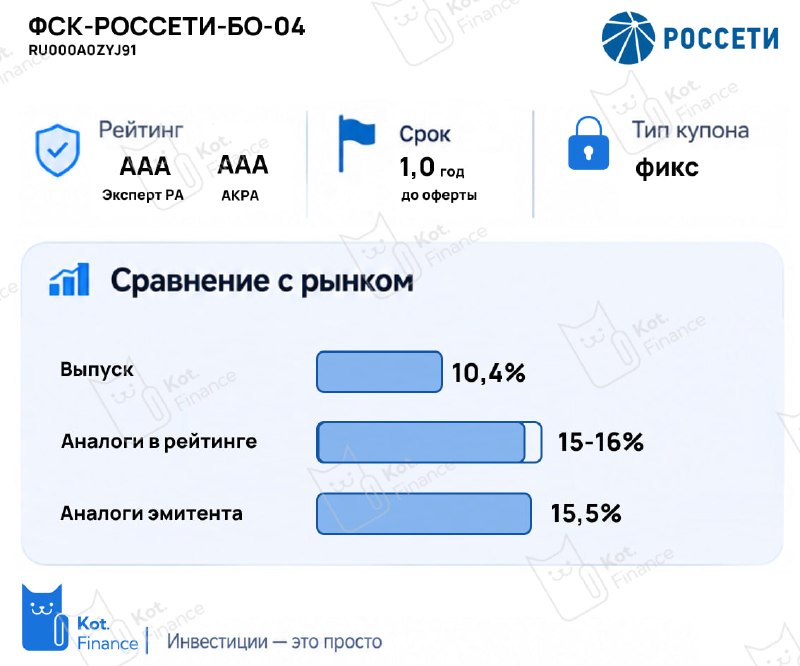 ФСК-РОССЕТИ-БО-04
RU000A0ZYJ91
РОССЕТИ
Рейтинг
AAA AAA
Эксперт РА АКРА
Срок
1,0 год
до оферты
Тип купона
фикс
Сравнение с рынком
Выпуск 10,4%
Аналоги в рейтинге 15-16%
Аналоги эмитента 15,5%
Kot.
Finance
Инвестиции — это просто